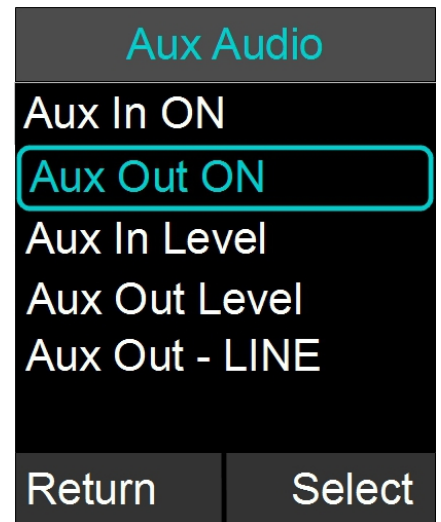 Aux Audio
Aux In ON
Aux Out ON
Aux In Level
Aux Out Level
Aux Out - LINE
Return Select